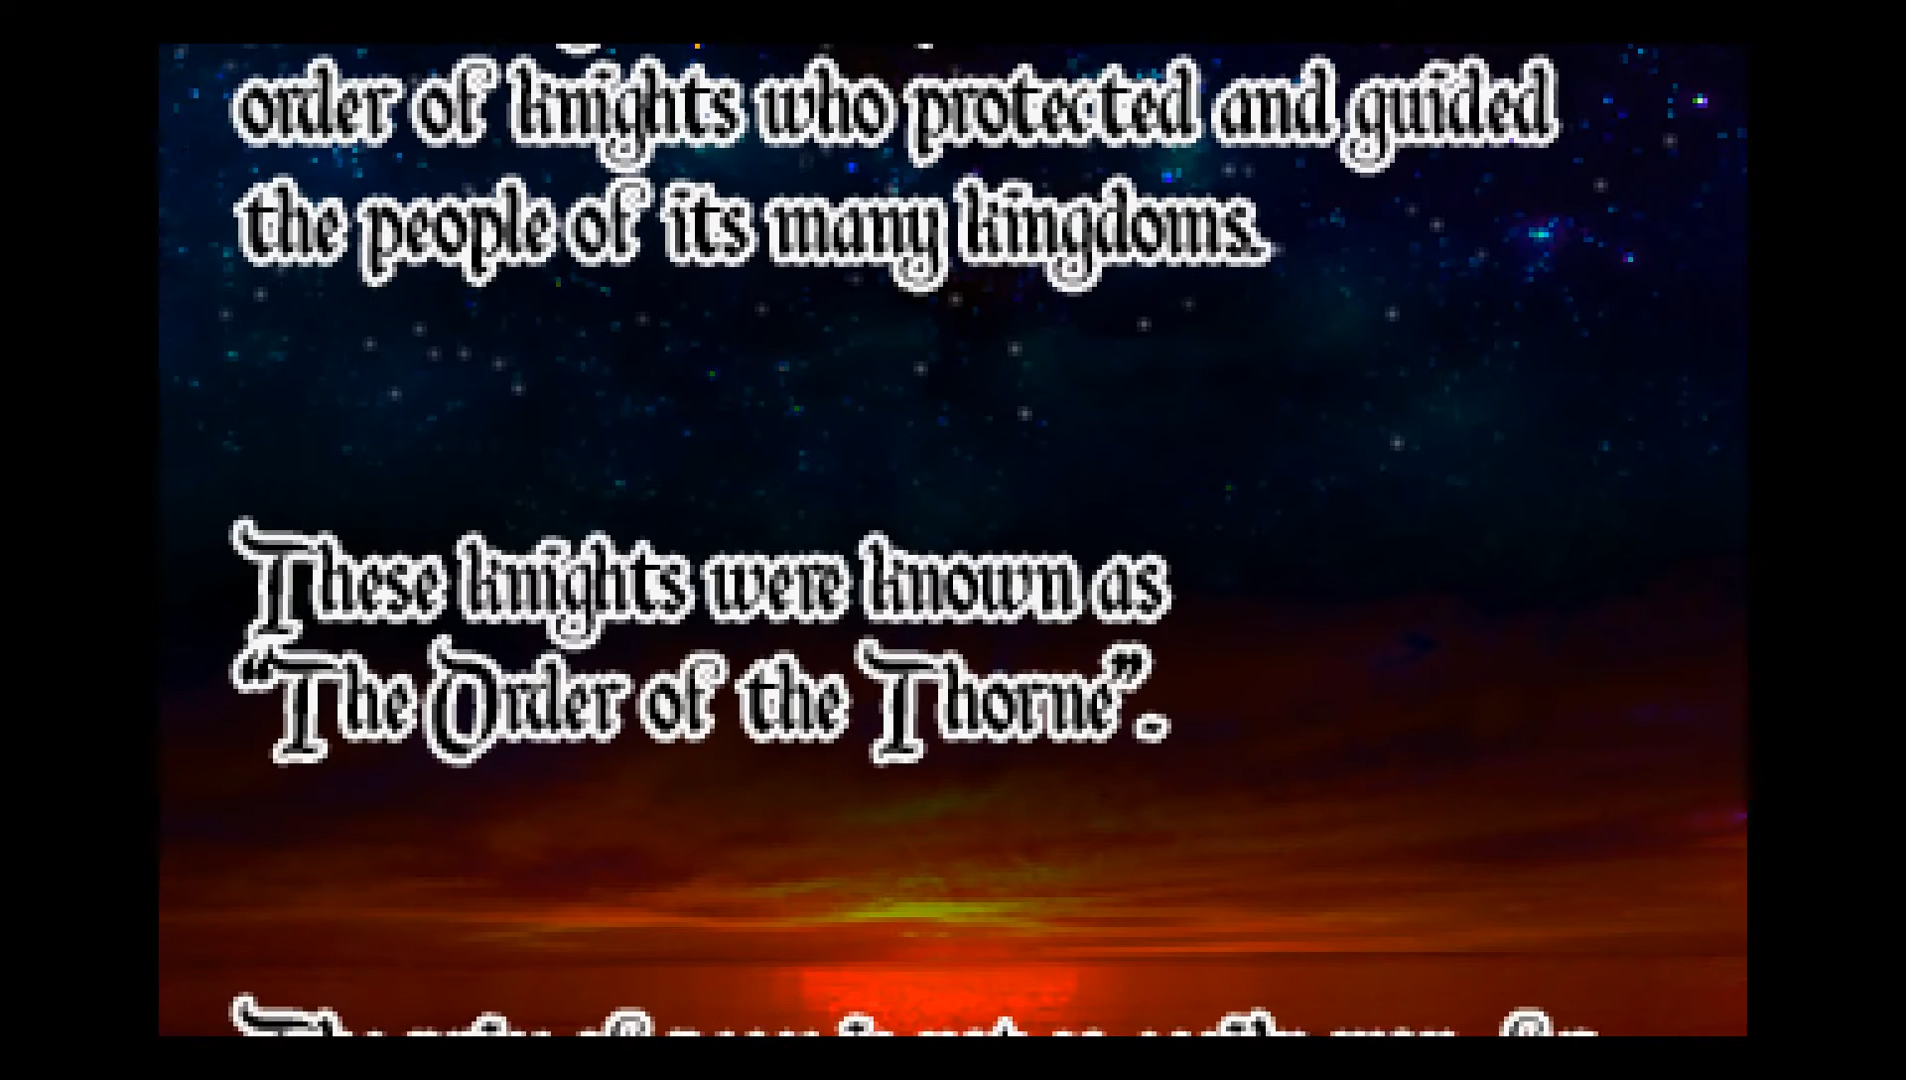 order of knights who protected and guided
the people of its many kingdoms.
These knights were known as
“The Order of the Thorne”.